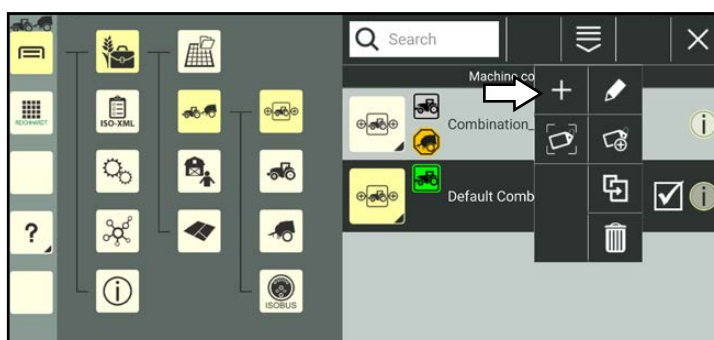 Search
Machine co
REICHHARDT
ISO-XML
Combination_
Default Comb
?
ISOBUS